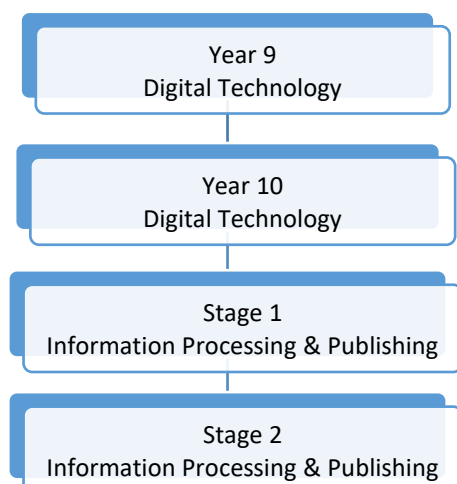 Year 9
Digital Technology
Year 10
Digital Technology
Stage 1
Information Processing & Publishing
Stage 2
Information Processing & Publishing